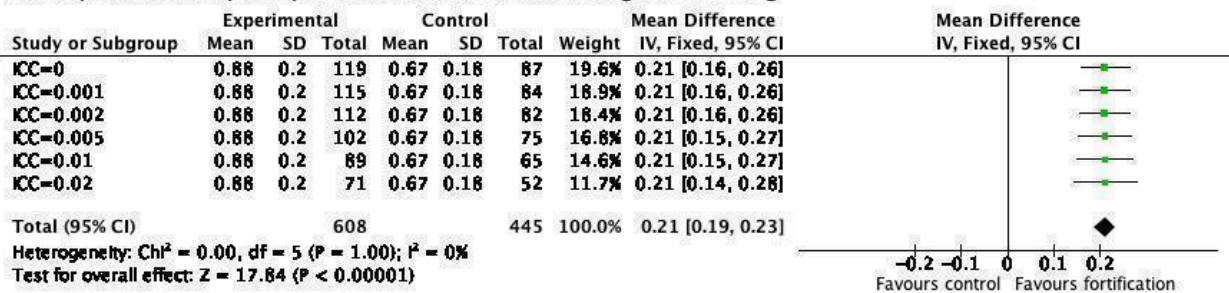 Experimental Control Mean Difference Mean Difference
Study or Subgroup Mean SD Total Mean SD Total Weight IV, Fixed, 95% CI IV, Fixed, 95% CI
ICC=0 0.88 0.2 119 0.67 0.18 87 19.6% 0.21 [0.16, 0.26]
ICC=0.001 0.88 0.2 115 0.67 0.18 84 18.9% 0.21 [0.16, 0.26]
ICC=0.002 0.88 0.2 112 0.67 0.18 82 18.4% 0.21 [0.16, 0.26]
ICC=0.005 0.88 0.2 102 0.67 0.18 75 16.8% 0.21 [0.15, 0.27]
ICC=0.01 0.88 0.2 89 0.67 0.18 65 14.6% 0.21 [0.15, 0.27]
ICC=0.02 0.88 0.2 71 0.67 0.18 52 11.7% 0.21 [0.14, 0.28]
Total (95% CI) 608 445 100.0% 0.21 [0.19, 0.23]
Heterogeneity: Chi² = 0.00, df = 5 (P = 1.00); I² = 0%
Test for overall effect: Z = 17.84 (P < 0.00001)
-0.2 -0.1 0 0.1 0.2
Favours control Favours fortification